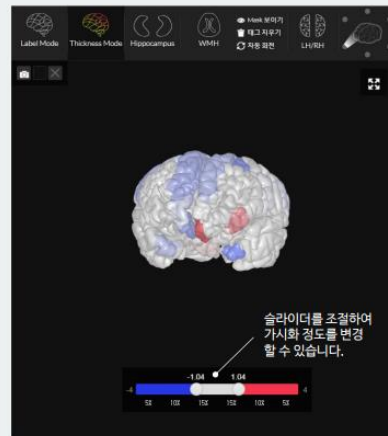 Label Mode
Thickness Mode
Hippocampus
WMH
Mask 보이기
태그 지우기
자동 회전
LH/RH
슬라이더를 조절하여
가시화 정도를 변경
할 수 있습니다.
-1.04 1.04
-4 4
5% 10% 15% 15% 10% 5%